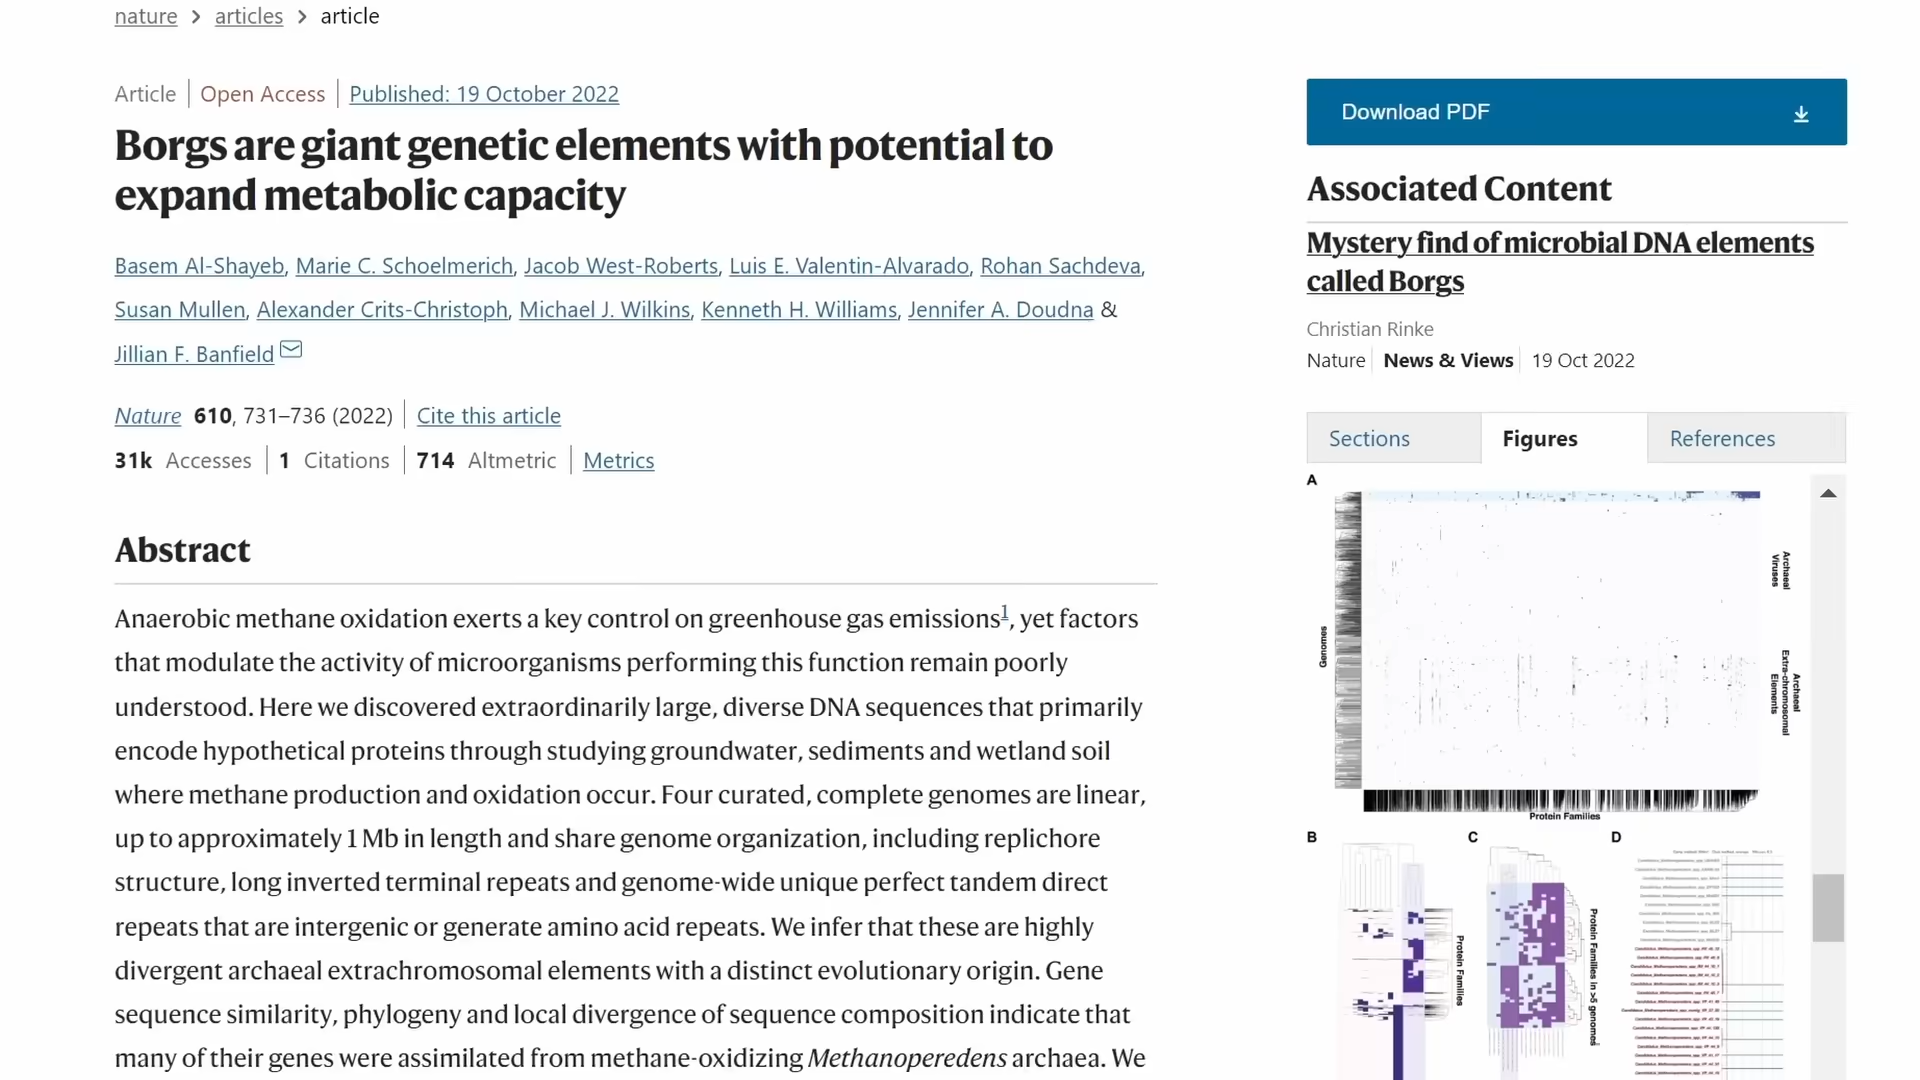 nature > articles > article
Article | Open Access | Published: 19 October 2022
Borgs are giant genetic elements with potential to
expand metabolic capacity
Basem Al-Shayeb, Marie C. Schoelmerich, Jacob West-Roberts, Luis E. Valentin-Alvarado, Rohan Sachdeva,
Susan Mullen, Alexander Crits-Christoph, Michael J. Wilkins, Kenneth H. Williams, Jennifer A. Doudna &
Jillian F. Banfield
Nature 610, 731–736 (2022) | Cite this article
31k Accesses | 1 Citations | 714 Altmetric | Metrics
Abstract
Anaerobic methane oxidation exerts a key control on greenhouse gas emissions1, yet factors
that modulate the activity of microorganisms performing this function remain poorly
understood. Here we discovered extraordinarily large, diverse DNA sequences that primarily
encode hypothetical proteins through studying groundwater, sediments and wetland soil
where methane production and oxidation occur. Four curated, complete genomes are linear,
up to approximately 1 Mb in length and share genome organization, including replichore
structure, long inverted terminal repeats and genome-wide unique perfect tandem direct
repeats that are intergenic or generate amino acid repeats. We infer that these are highly
divergent archaeal extrachromosomal elements with a distinct evolutionary origin. Gene
sequence similarity, phylogeny and local divergence of sequence composition indicate that
many of their genes were assimilated from methane-oxidizing Methanoperedens archaea. We
Download PDF
Associated Content
Mystery find of microbial DNA elements
called Borgs
Christian Rinke
Nature | News & Views | 19 Oct 2022
Sections
Figures
References
A
Genomes
Archaeal
Viruses
Archaeal
Extra-chromosomal
Elements
Protein Families
B
C
D
Protein Families
Protein Families in >5 genomes